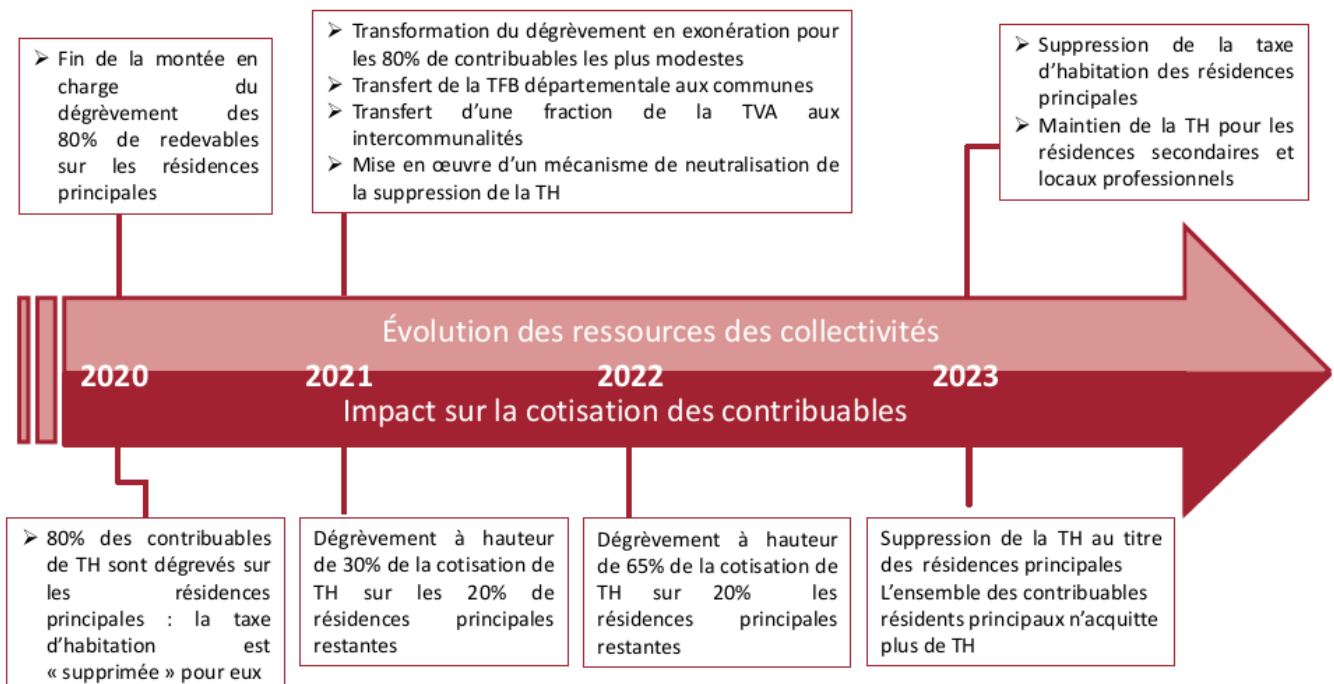 ➢ Fin de la montée en
charge du
dégrèvement des
80% de redevables
sur les résidences
principales
➢ Transformation du dégrèvement en exonération pour
les 80% de contribuables les plus modestes
➢ Transfert de la TFB départementale aux communes
➢ Transfert d’une fraction de la TVA aux
intercommunalités
➢ Mise en œuvre d’un mécanisme de neutralisation de
la suppression de la TH
➢ Suppression de la taxe
d’habitation des résidences
principales
➢ Maintien de la TH pour les
résidences secondaires et
locaux professionnels
Évolution des ressources des collectivités
2020 2021 2022 2023
Impact sur la cotisation des contribuables
➢ 80% des contribuables
de TH sont dégrevés sur
les résidences
principales : la taxe
d’habitation est
« supprimée » pour eux
Dégrèvement à hauteur
de 30% de la cotisation de
TH sur les 20% de
résidences principales
restantes
Dégrèvement à hauteur
de 65% de la cotisation de
TH sur 20% les
résidences principales
restantes
Suppression de la TH au titre
des résidences principales
L’ensemble des contribuables
résidents principaux n’acquitte
plus de TH